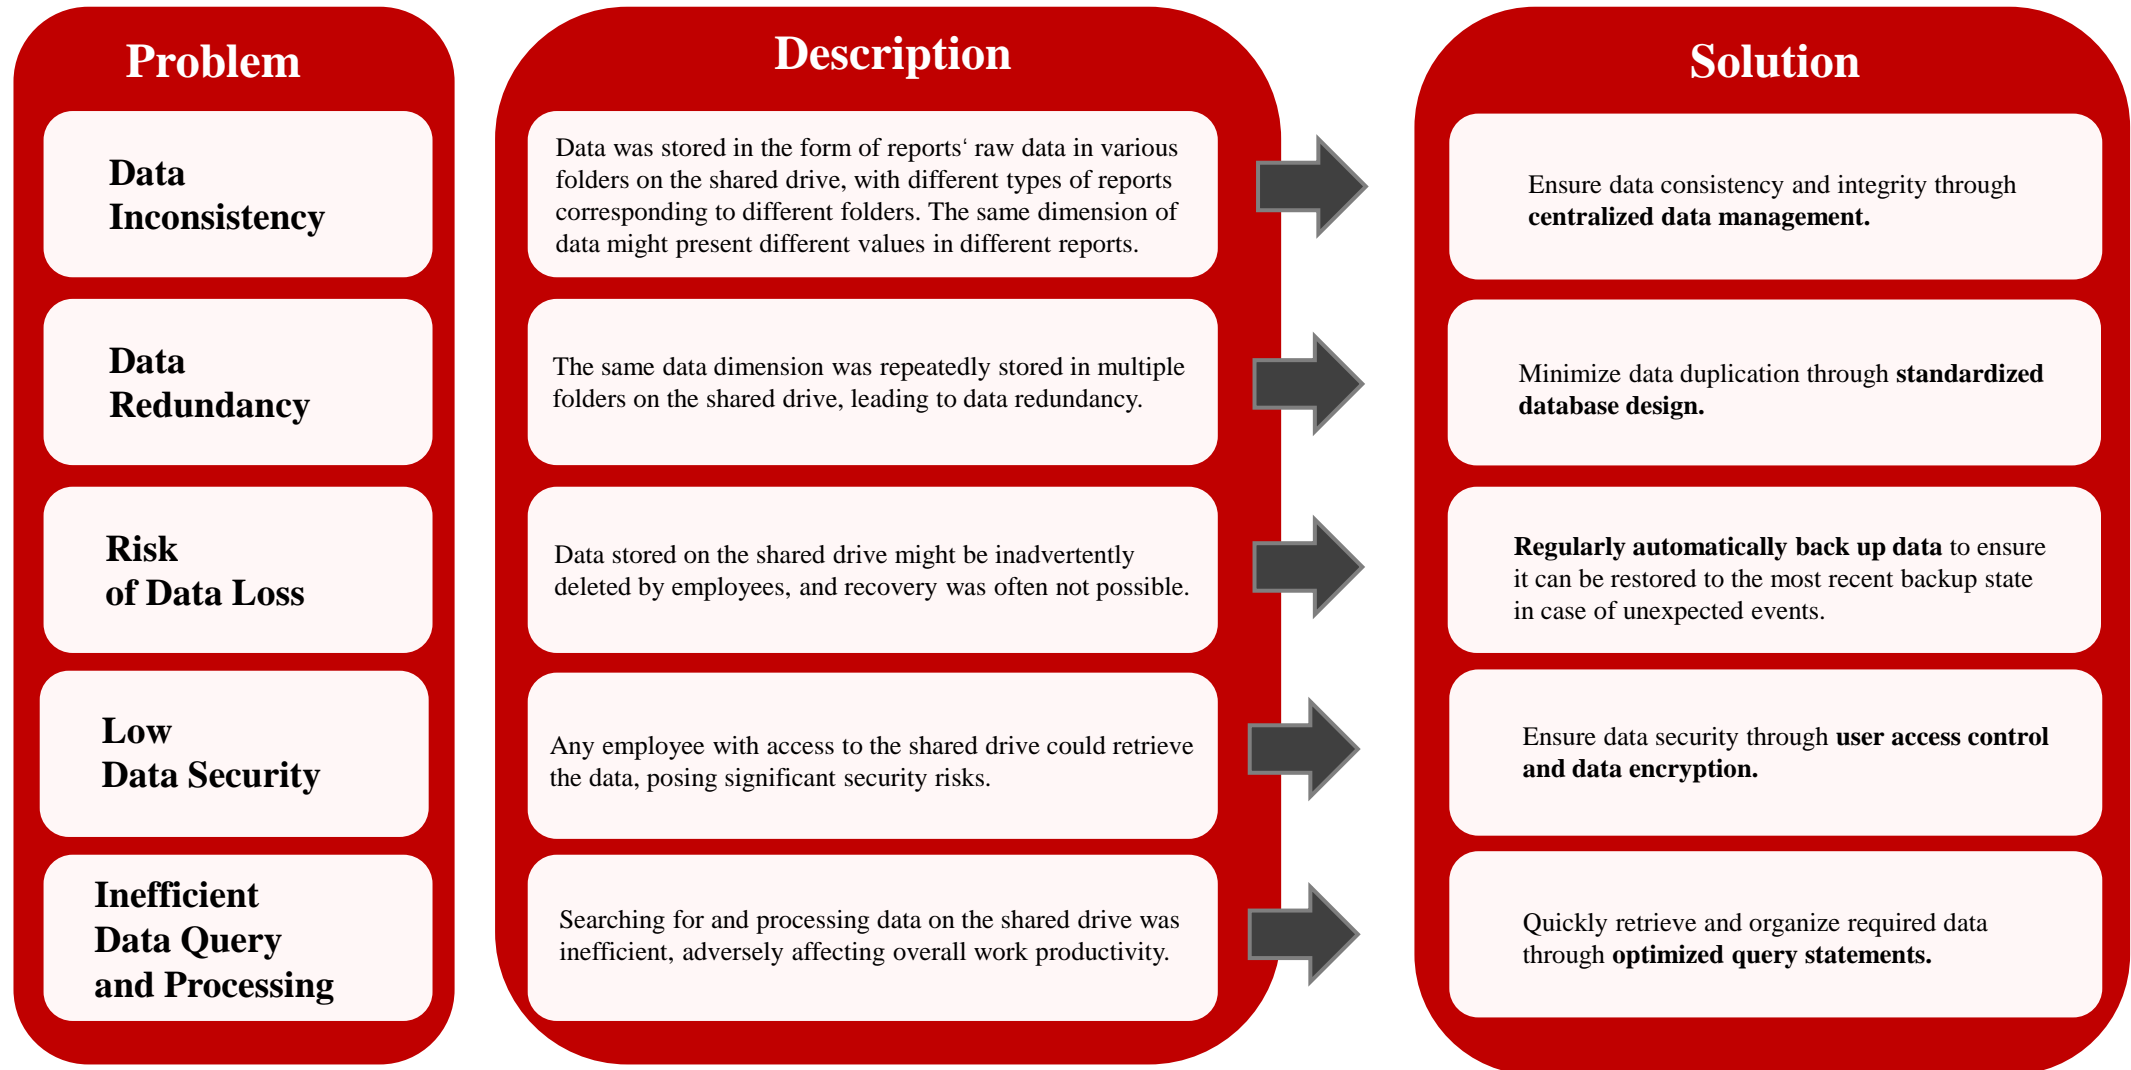 Problem
Description
Solution
Data
Inconsistency
Data was stored in the form of reports‘ raw data in various
folders on the shared drive, with different types of reports
corresponding to different folders. The same dimension of
data might present different values in different reports.
Ensure data consistency and integrity through
centralized data management.
Data
Redundancy
The same data dimension was repeatedly stored in multiple
folders on the shared drive, leading to data redundancy.
Minimize data duplication through standardized
database design.
Risk
of Data Loss
Data stored on the shared drive might be inadvertently
deleted by employees, and recovery was often not possible.
Regularly automatically back up data to ensure
it can be restored to the most recent backup state
in case of unexpected events.
Low
Data Security
Any employee with access to the shared drive could retrieve
the data, posing significant security risks.
Ensure data security through user access control
and data encryption.
Inefficient
Data Query
and Processing
Searching for and processing data on the shared drive was
inefficient, adversely affecting overall work productivity.
Quickly retrieve and organize required data
through optimized query statements.